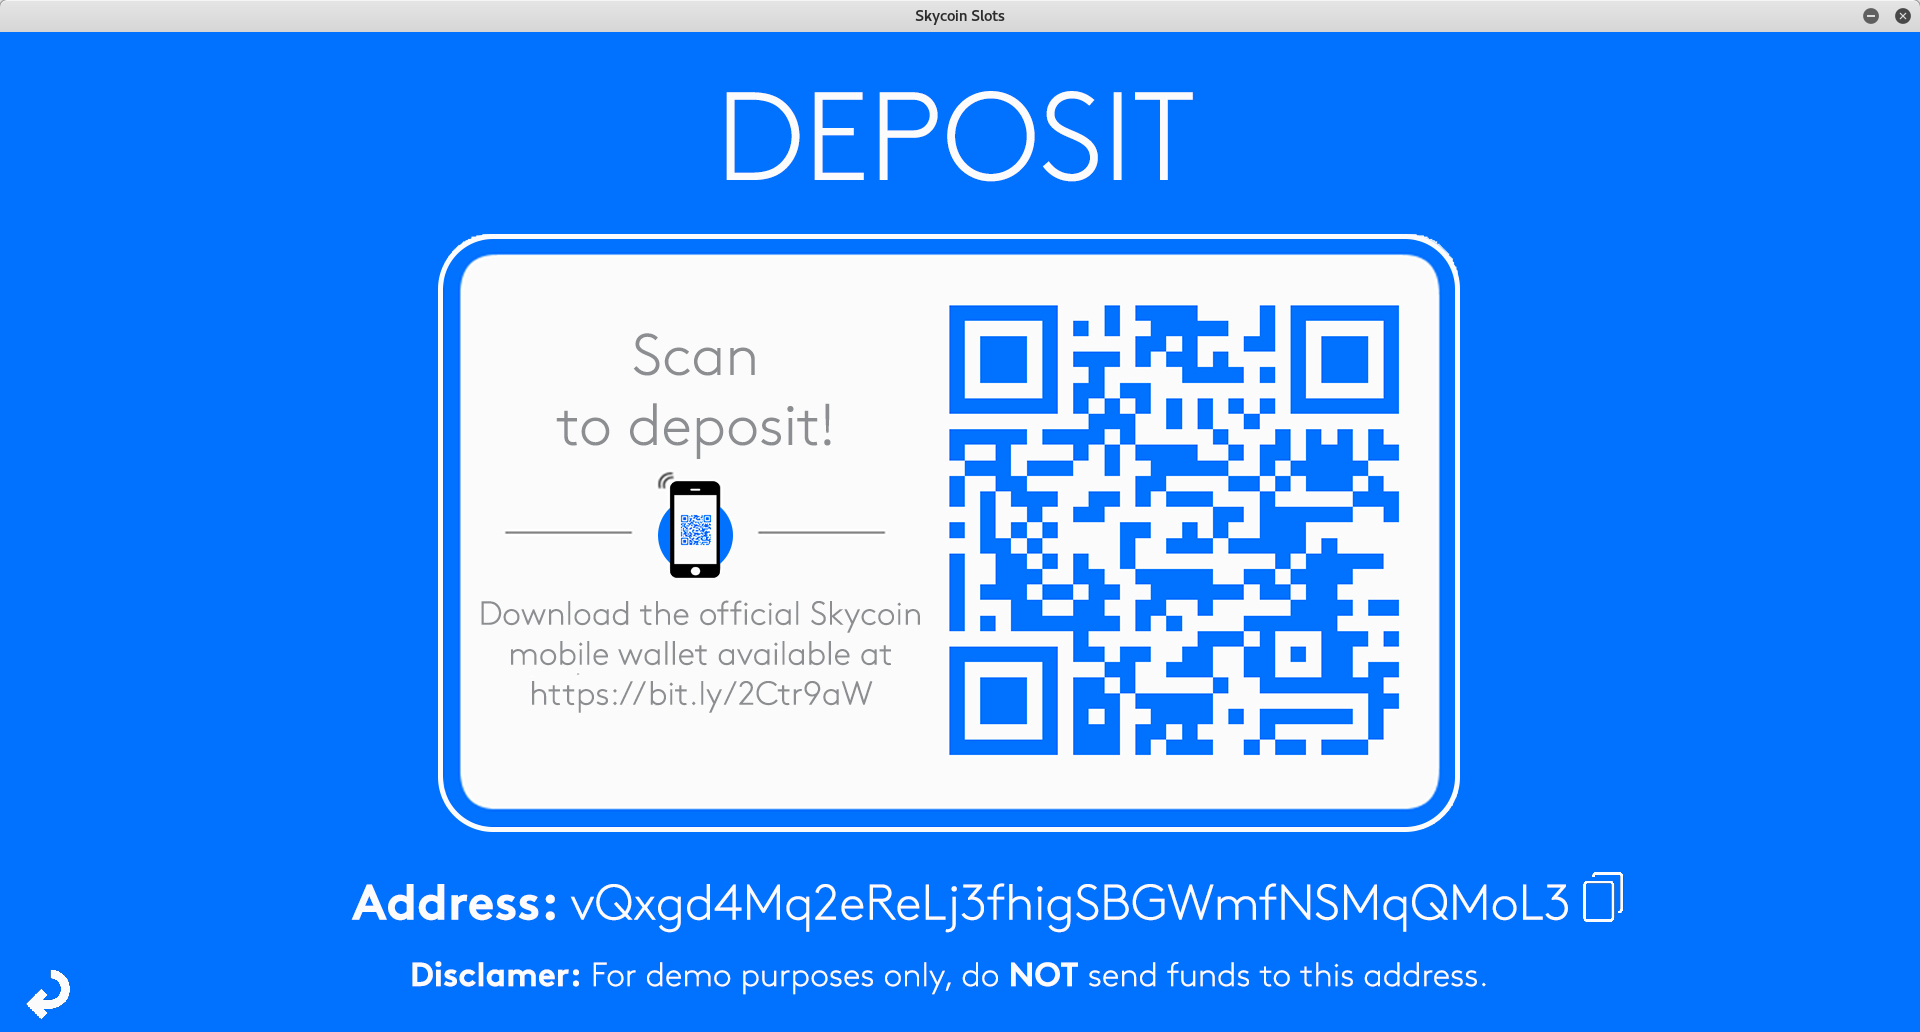 Skycoin Slots
DEPOSIT
Scan
to deposit!
Download the official Skycoin
mobile wallet available at
https://bit.ly/2Ctr9aW
Address: vQxgd4Mq2eReLj3fhigSBGWmfNSMqQMoL3
Disclamer: For demo purposes only, do NOT send funds to this address.